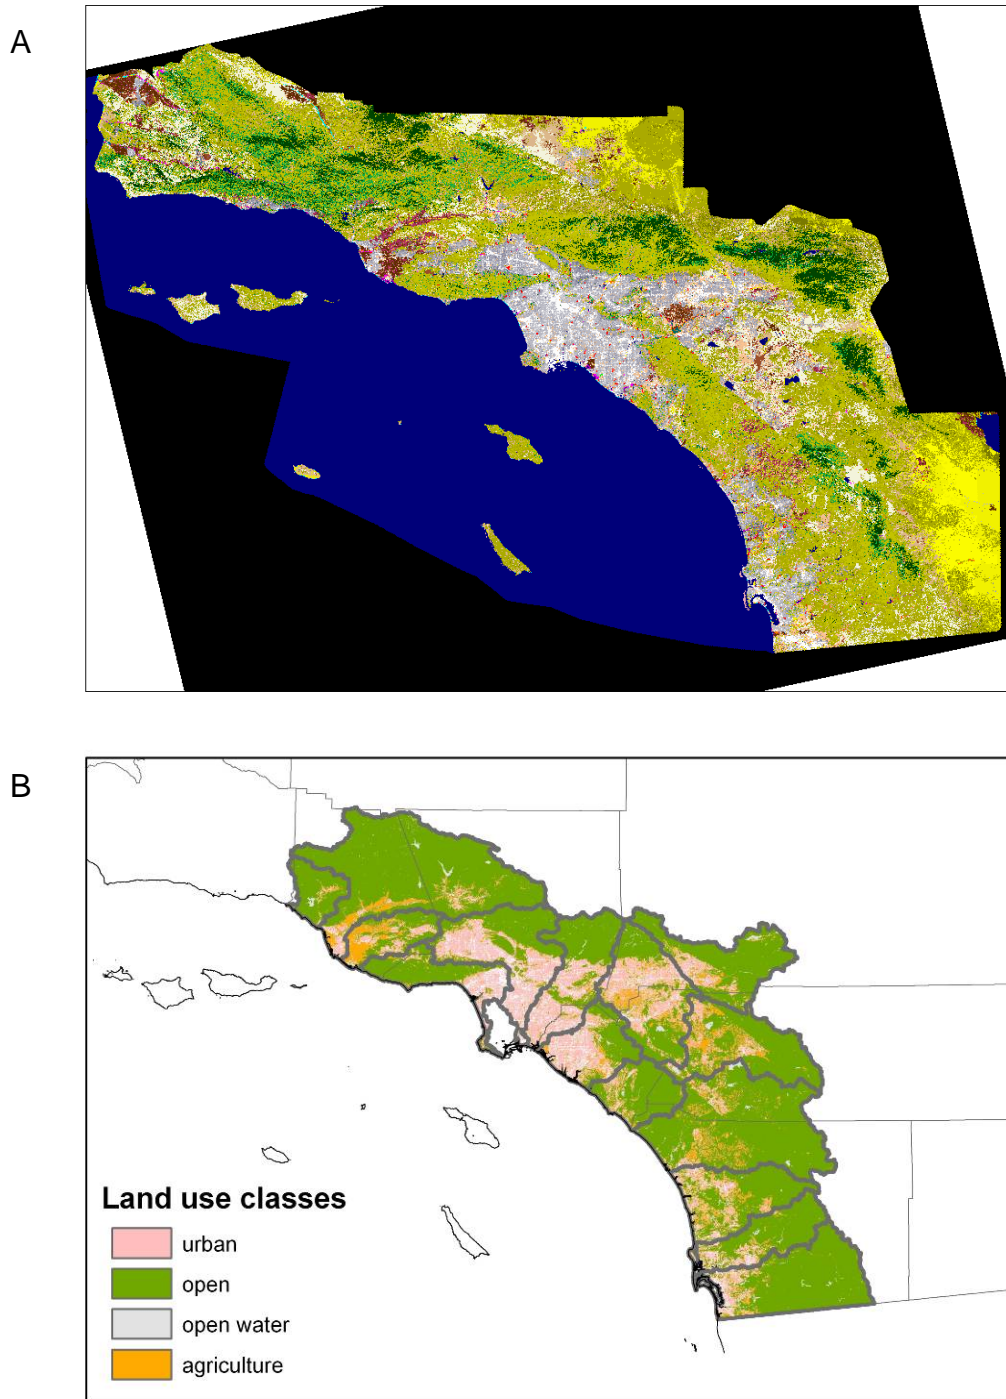 A
B
Land use classes
urban
open
open water
agriculture